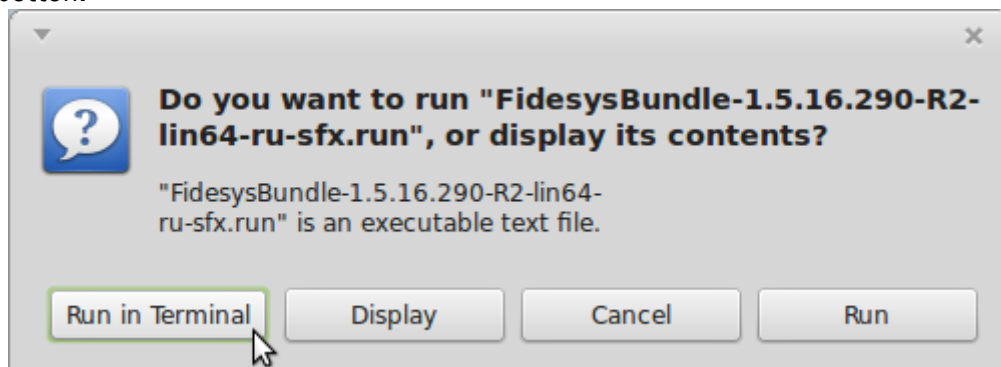 button.
Do you want to run "FidesysBundle-1.5.16.290-R2-
lin64-ru-sfx.run", or display its contents?
"FidesysBundle-1.5.16.290-R2-lin64-
ru-sfx.run" is an executable text file.
Run in Terminal Display Cancel Run